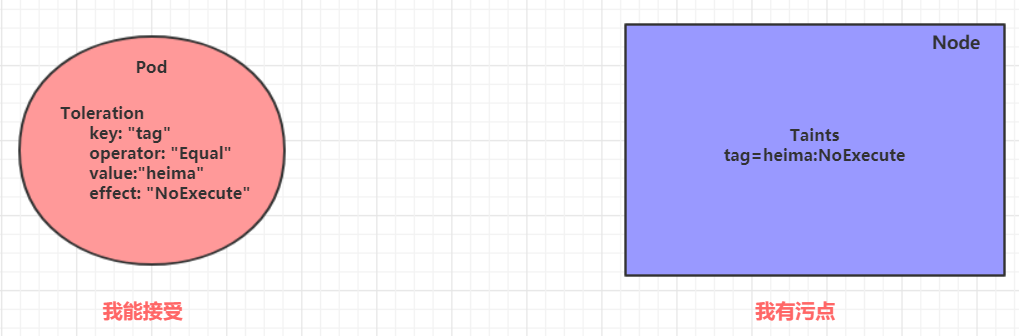 Pod
Toleration
key: "tag"
operator: "Equal"
value:"heima"
effect: "NoExecute"
我能接受
Node
Taints
tag=heima:NoExecute
我有污点